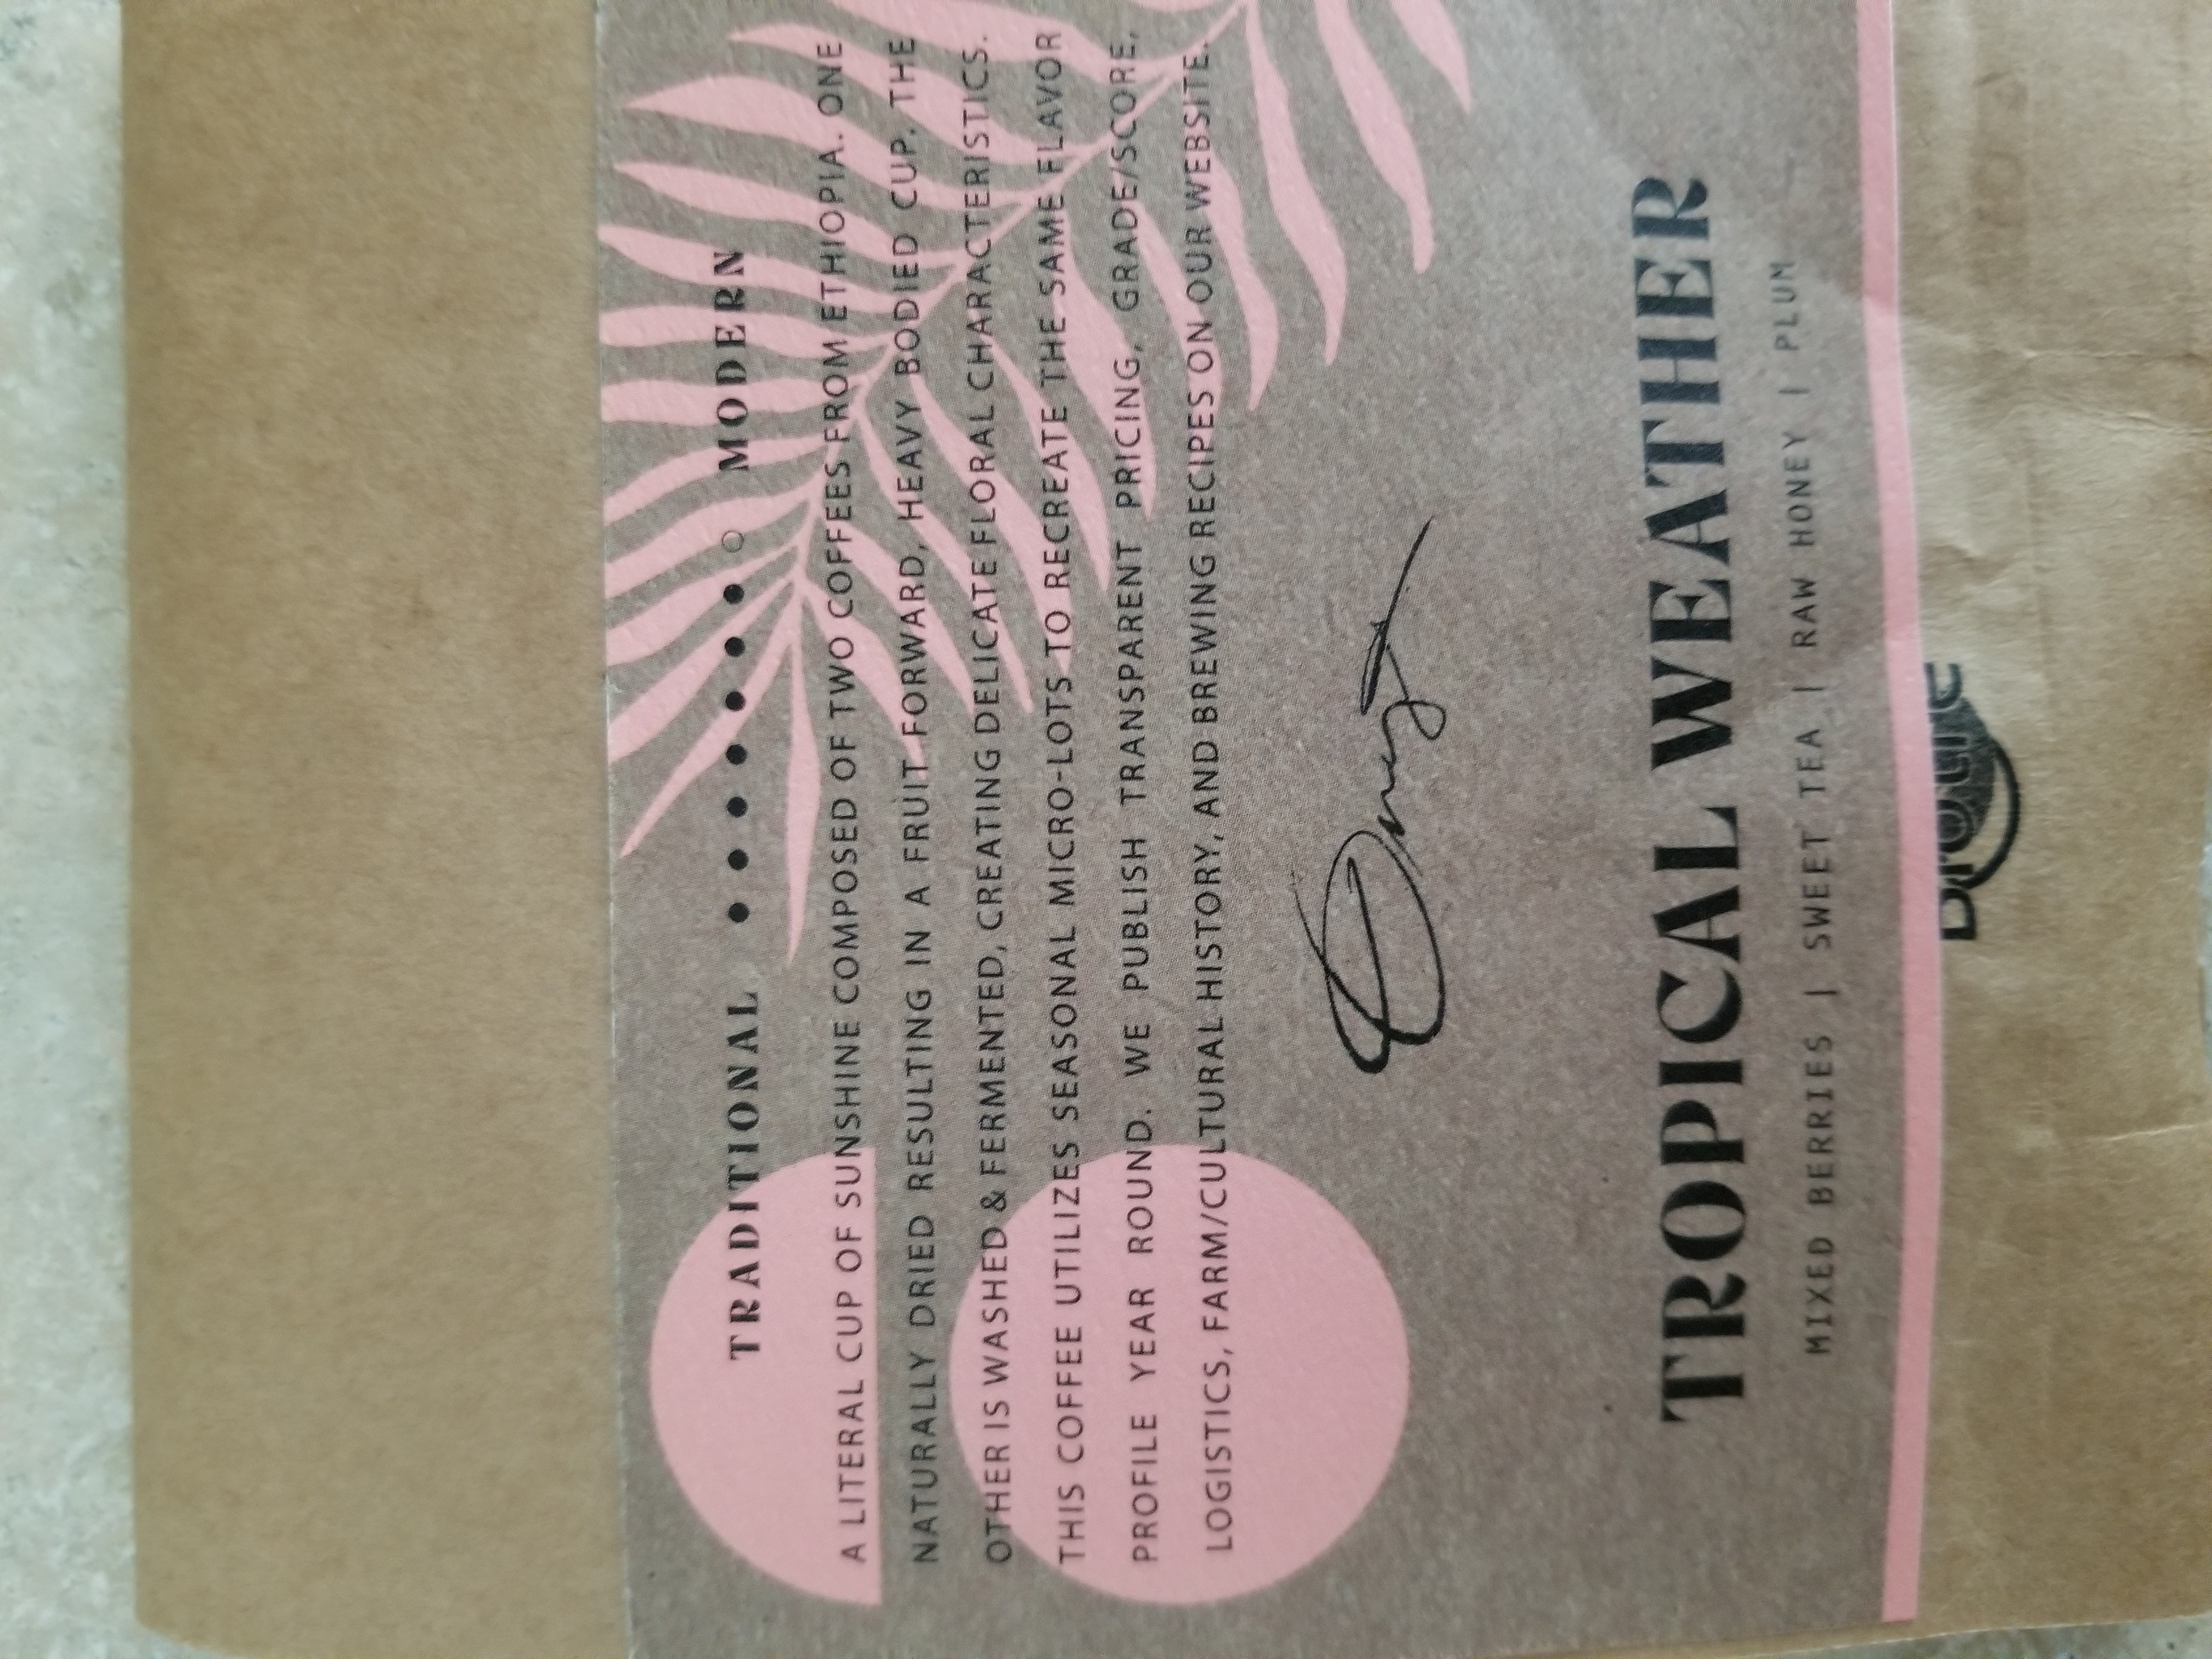 TRADITIONAL ● ● ● ● ● ● ● ○ MODERN
A LITERAL CUP OF SUNSHINE COMPOSED OF TWO COFFEES FROM ETHIOPIA.. ONE
NATURALLY DRIED RESULTING IN A FRUIT FORWARD, HEAVY BODIED CUP. THE
OTHER IS WASHED & FERMENTED, CREATING DELICATE FLORAL CHARACTERISTICS.
THIS COFFEE UTILIZES SEASONAL MICRO-LOTS TO RECREATE THE SAME FLAVOR
PROFILE YEAR ROUND. WE PUBLISH TRANSPARENT PRICING, GRADE/SCORE,
LOGISTICS, FARM/CULTURAL HISTORY, AND BREWING RECIPES ON OUR WEBSITE.
TROPICAL WEATHER
MIXED BERRIES | SWEET TEA | RAW HONEY | PLUM